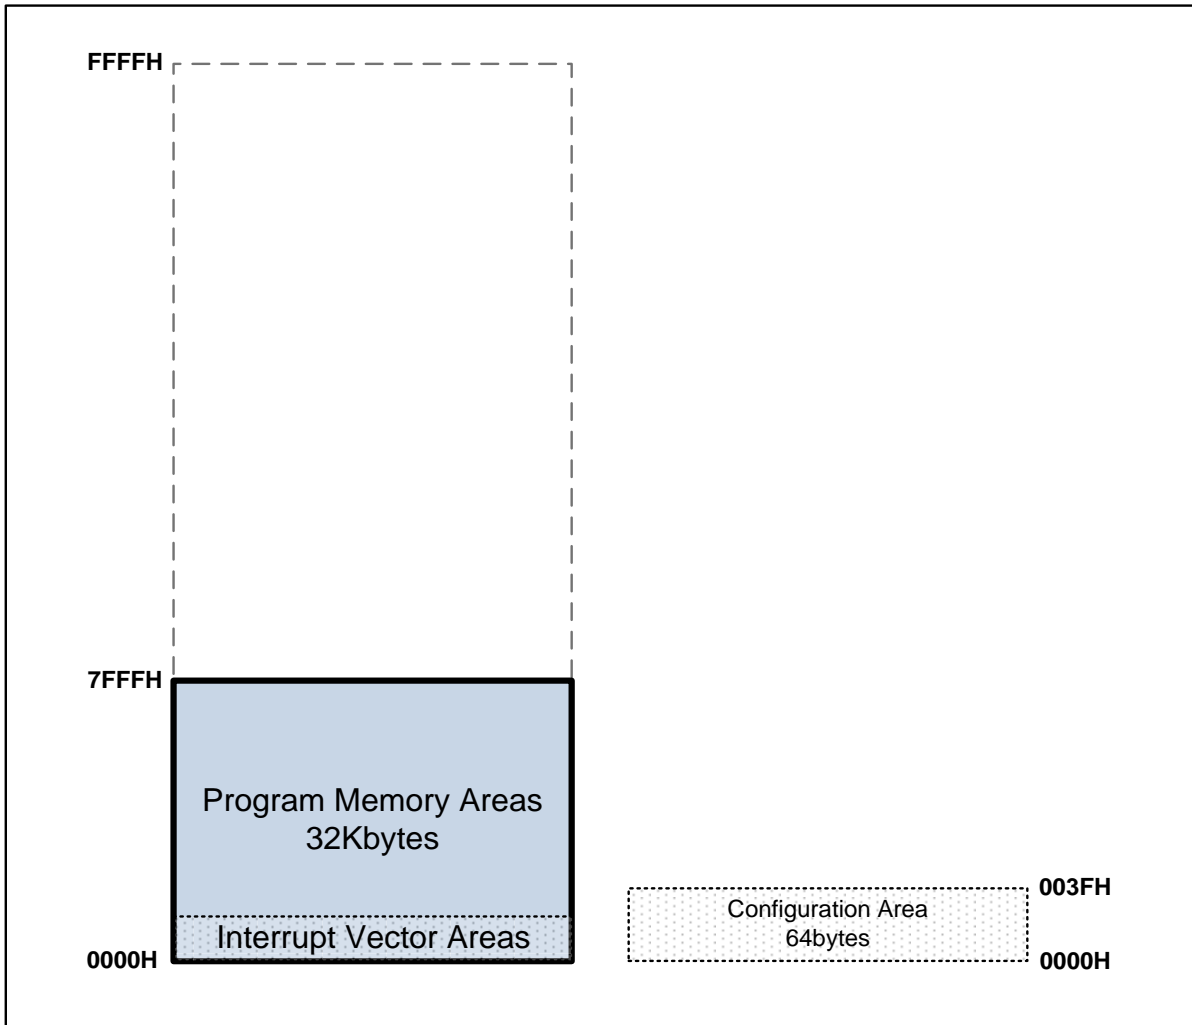 FFFFH
7FFFH
Program Memory Areas
32Kbytes
Interrupt Vector Areas
0000H
003FH
Configuration Area
64bytes
0000H